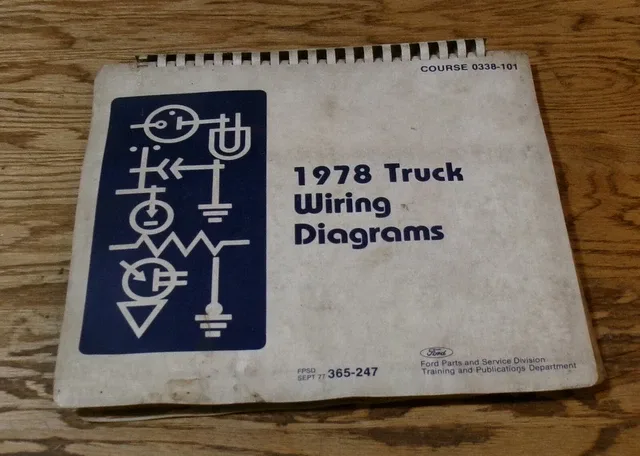 COURSE 0338-101
1978 Truck
Wiring
Diagrams
FPSD
SEPT 77 365-247
Ford
Ford Parts and Service Division
Training and Publications Department